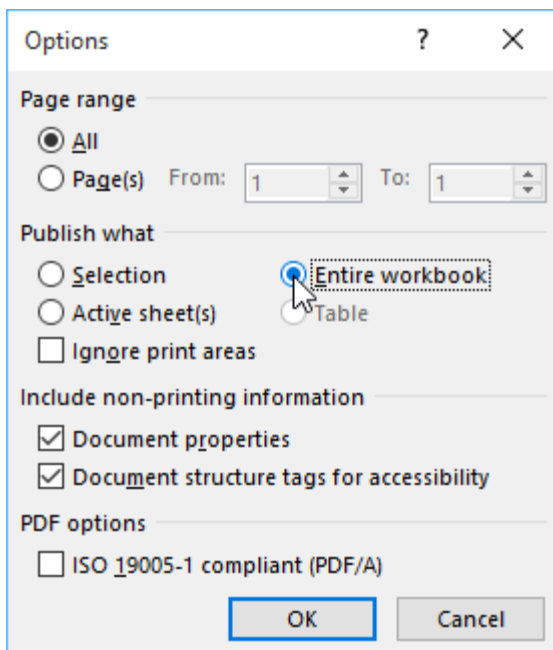 Options ?
Page range
All
Page(s) From: 1 To: 1
Publish what
Selection Entire workbook
Active sheet(s) Table
Ignore print areas
Include non-printing information
Document properties
Document structure tags for accessibility
PDF options
ISO 19005-1 compliant (PDF/A)
OK Cancel